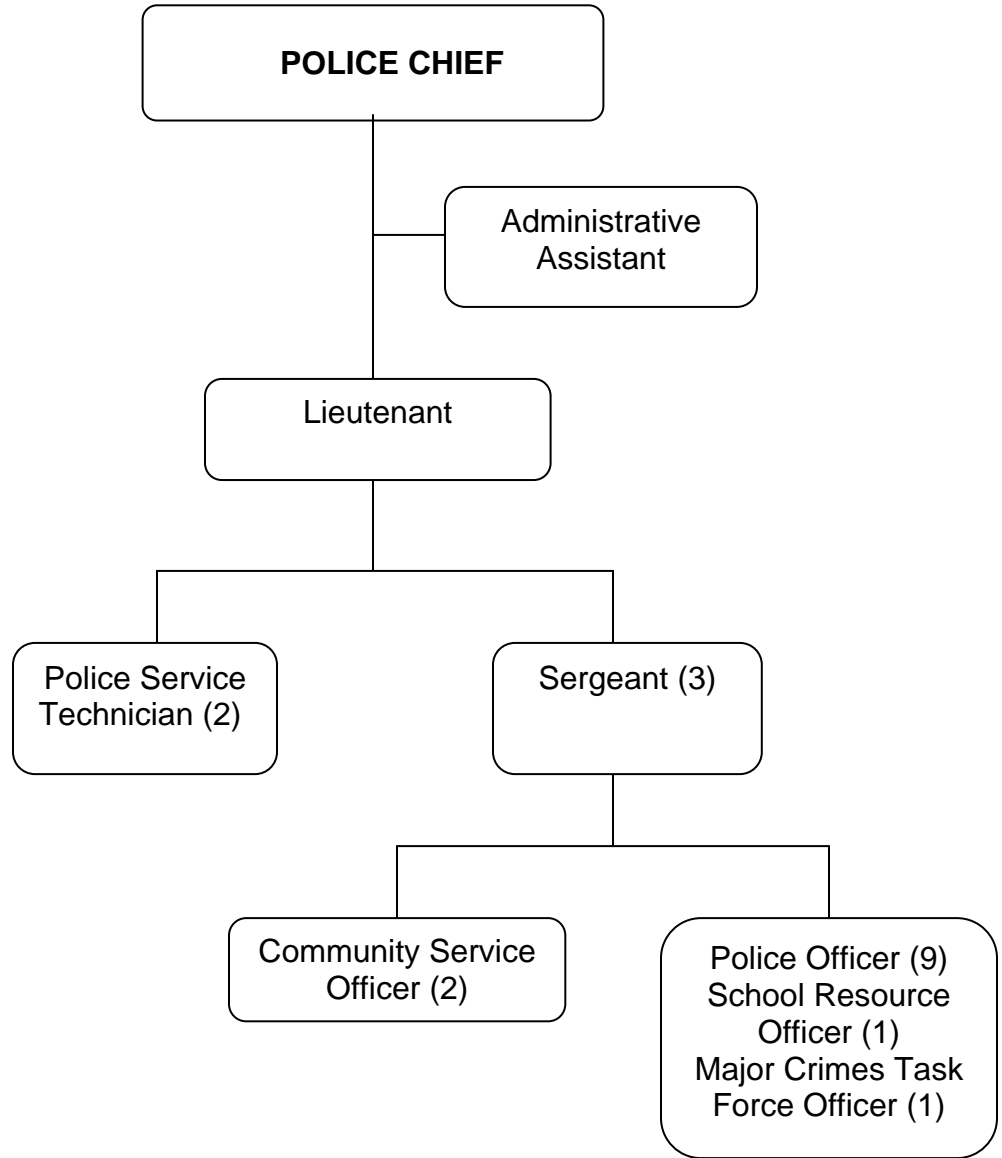 POLICE CHIEF
Administrative
Assistant
Lieutenant
Police Service
Technician (2)
Sergeant (3)
Community Service
Officer (2)
Police Officer (9)
School Resource
Officer (1)
Major Crimes Task
Force Officer (1)